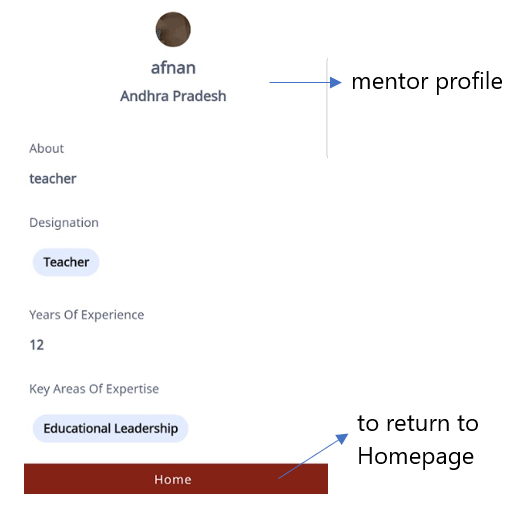 afnan
Andhra Pradesh
mentor profile
About
teacher
Designation
Teacher
Years Of Experience
12
Key Areas Of Expertise
Educational Leadership
to return to
Homepage
Home